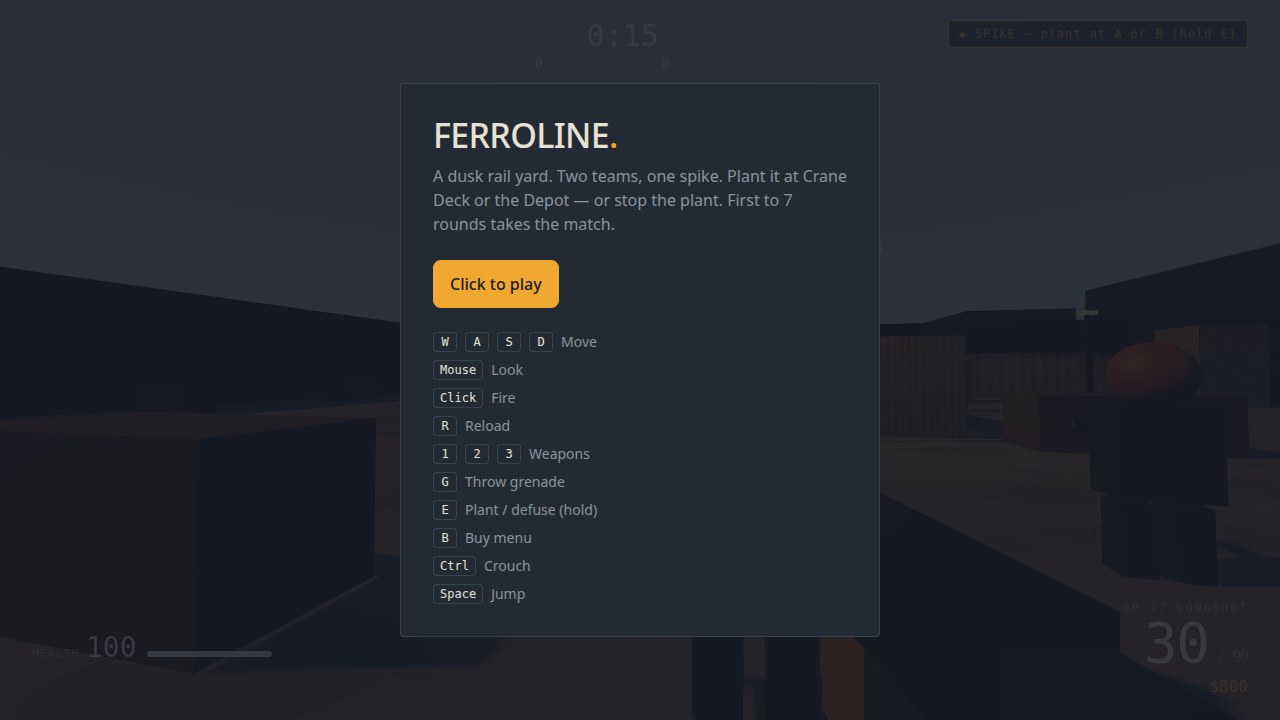 0:15
● SPIKE — plant at A or B (hold E)
0 0
FERROLINE.
A dusk rail yard. Two teams, one spike. Plant it at Crane
Deck or the Depot — or stop the plant. First to 7
rounds takes the match.
Click to play
W A S D Move
Mouse Look
Click Fire
R Reload
1 2 3 Weapons
G Throw grenade
E Plant / defuse (hold)
B Buy menu
Ctrl Crouch
Space Jump
HEALTH 100
AR-77 LONGSHOT
30 / 90
$800